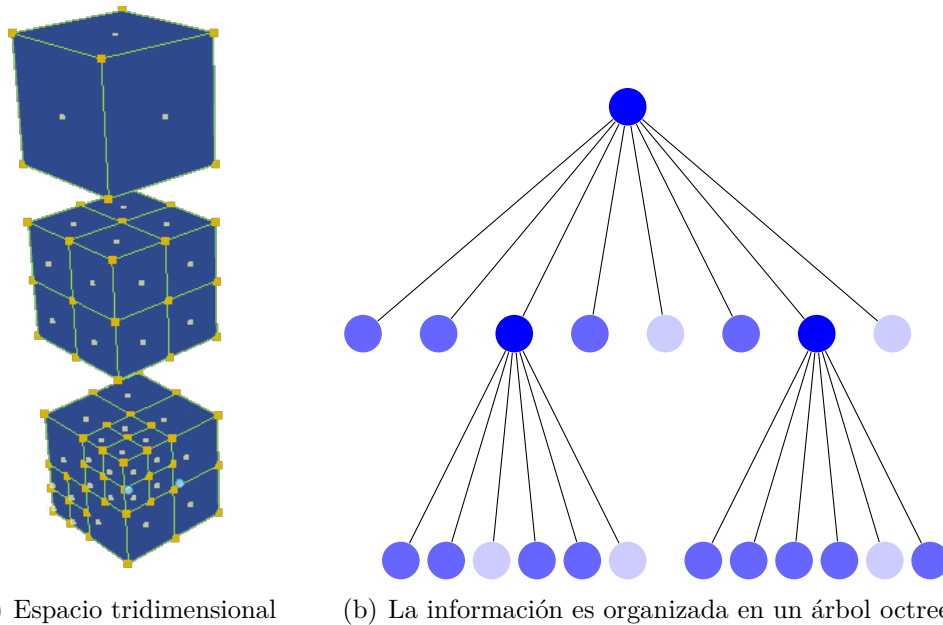 ) Espacio tridimensional
(b) La información es organizada en un árbol octree